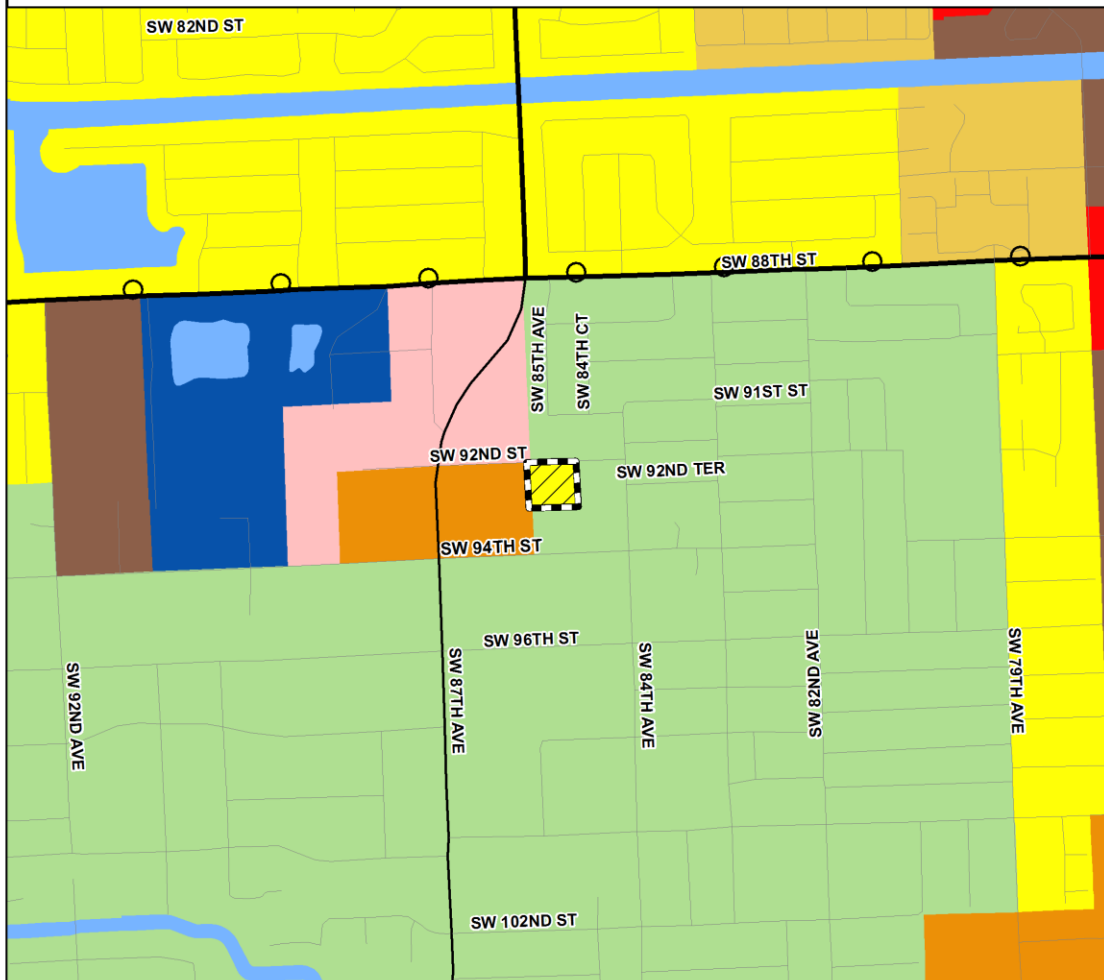 SW 82ND ST
SW 88TH ST
SW 85TH AVE
SW 84TH CT
SW 91ST ST
SW 92ND ST
SW 92ND TER
SW 94TH ST
SW 96TH ST
SW 92ND AVE
SW 87TH AVE
SW 84TH AVE
SW 82ND AVE
SW 79TH AVE
SW 102ND ST